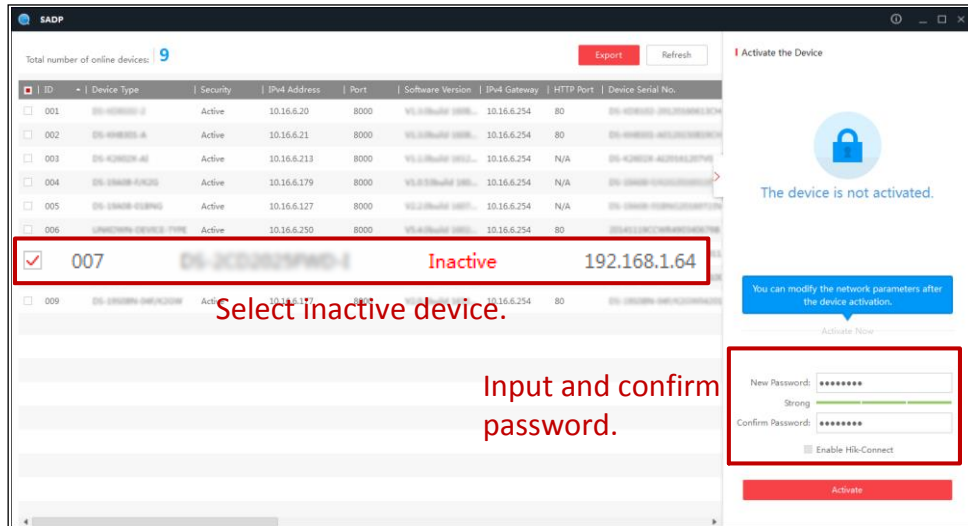 SADP
Total number of online devices: 9
Export
Refresh
ID | Device Type | Security | IPv4 Address | Port | Software Version | IPv4 Gateway | HTTP Port | Device Serial No.
001 Active 10.16.6.20 8000 10.16.6.254 80
002 Active 10.16.6.21 8000 10.16.6.254 80
003 Active 10.16.6.213 8000 10.16.6.254 N/A
004 Active 10.16.6.179 8000 10.16.6.254 N/A
005 Active 10.16.6.127 8000 10.16.6.254 N/A
006 Active 10.16.6.250 8000 10.16.6.254 80
007 Inactive 192.168.1.64
009 10.16.6.254 80
Select inactive device.
Input and confirm
password.
Activate the Device
The device is not activated.
You can modify the network parameters after
the device activation.
Activate Now
New Password:
Strong
Confirm Password:
Enable Hik-Connect
Activate